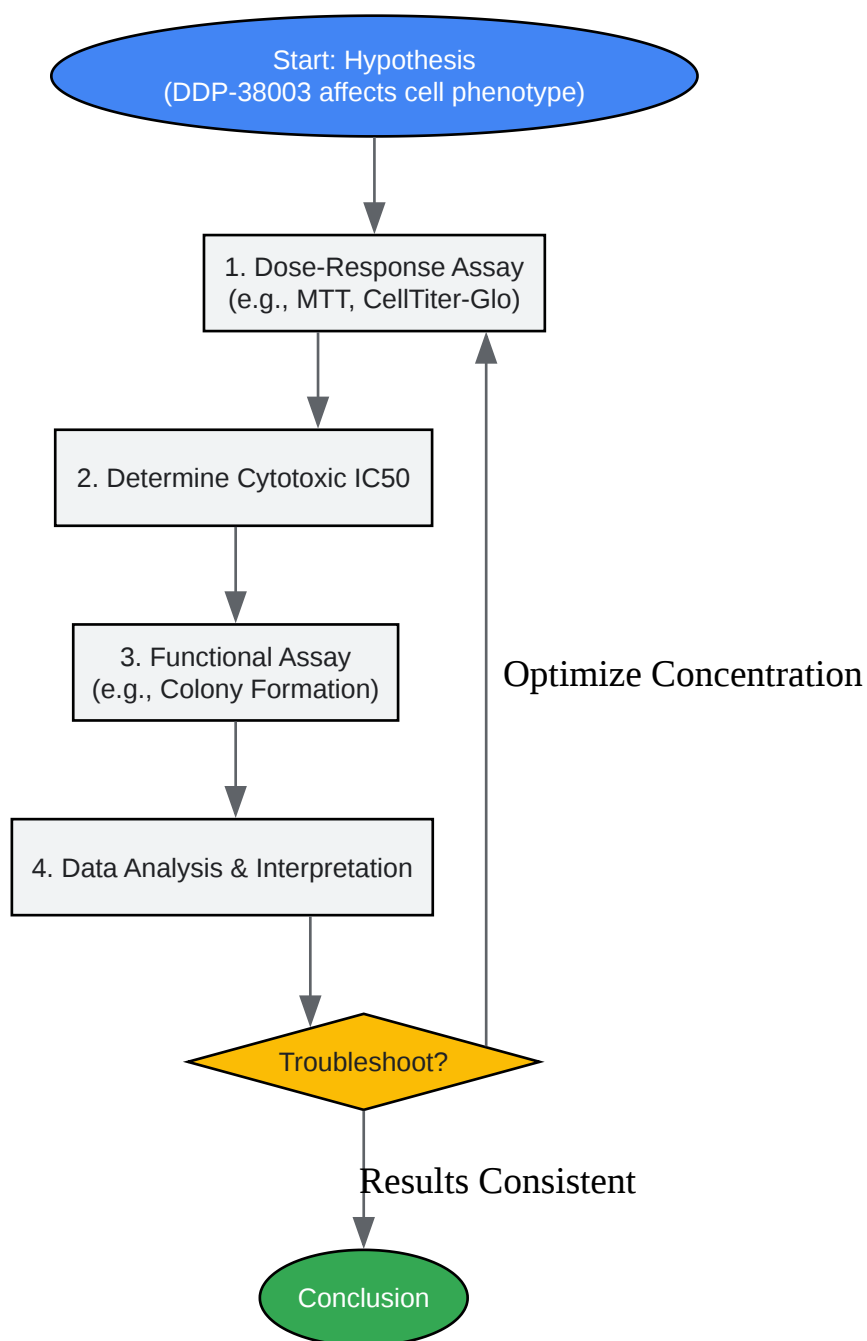 Start: Hypothesis
(DDP-38003 affects cell phenotype)
1. Dose-Response Assay
(e.g., MTT, CellTiter-Glo)
2. Determine Cytotoxic IC50
3. Functional Assay
(e.g., Colony Formation)
Optimize Concentration
4. Data Analysis & Interpretation
Troubleshoot?
Results Consistent
Conclusion